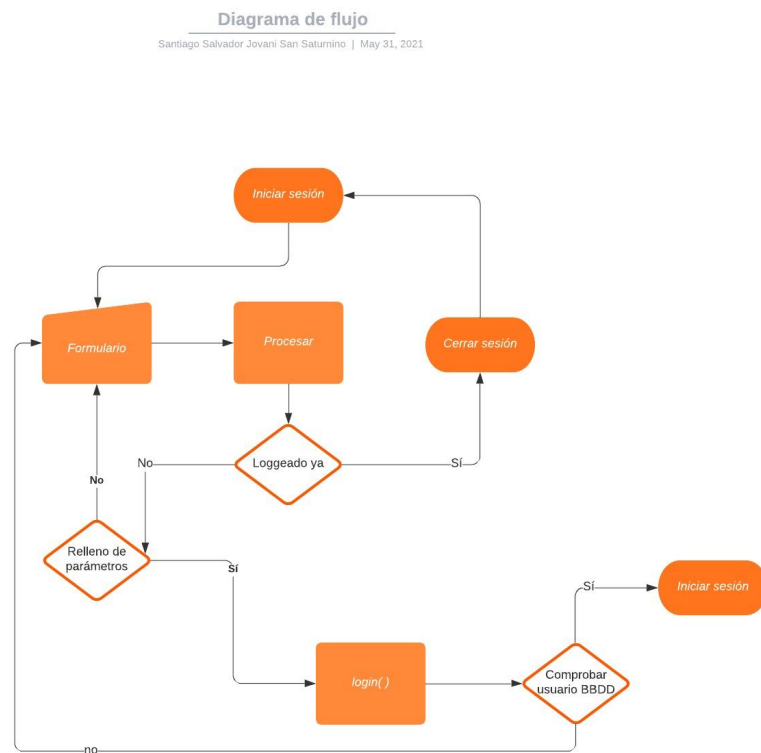 Diagrama de flujo
Santiago Salvador Jovani San Saturnino | May 31, 2021
Iniciar sesión
Formulario
Procesar
Cerrar sesión
No
Loggeado ya
Sí
No
Relleno de
parámetros
Sí
Sí
Iniciar sesión
login( )
Comprobar
usuario BBDD
no